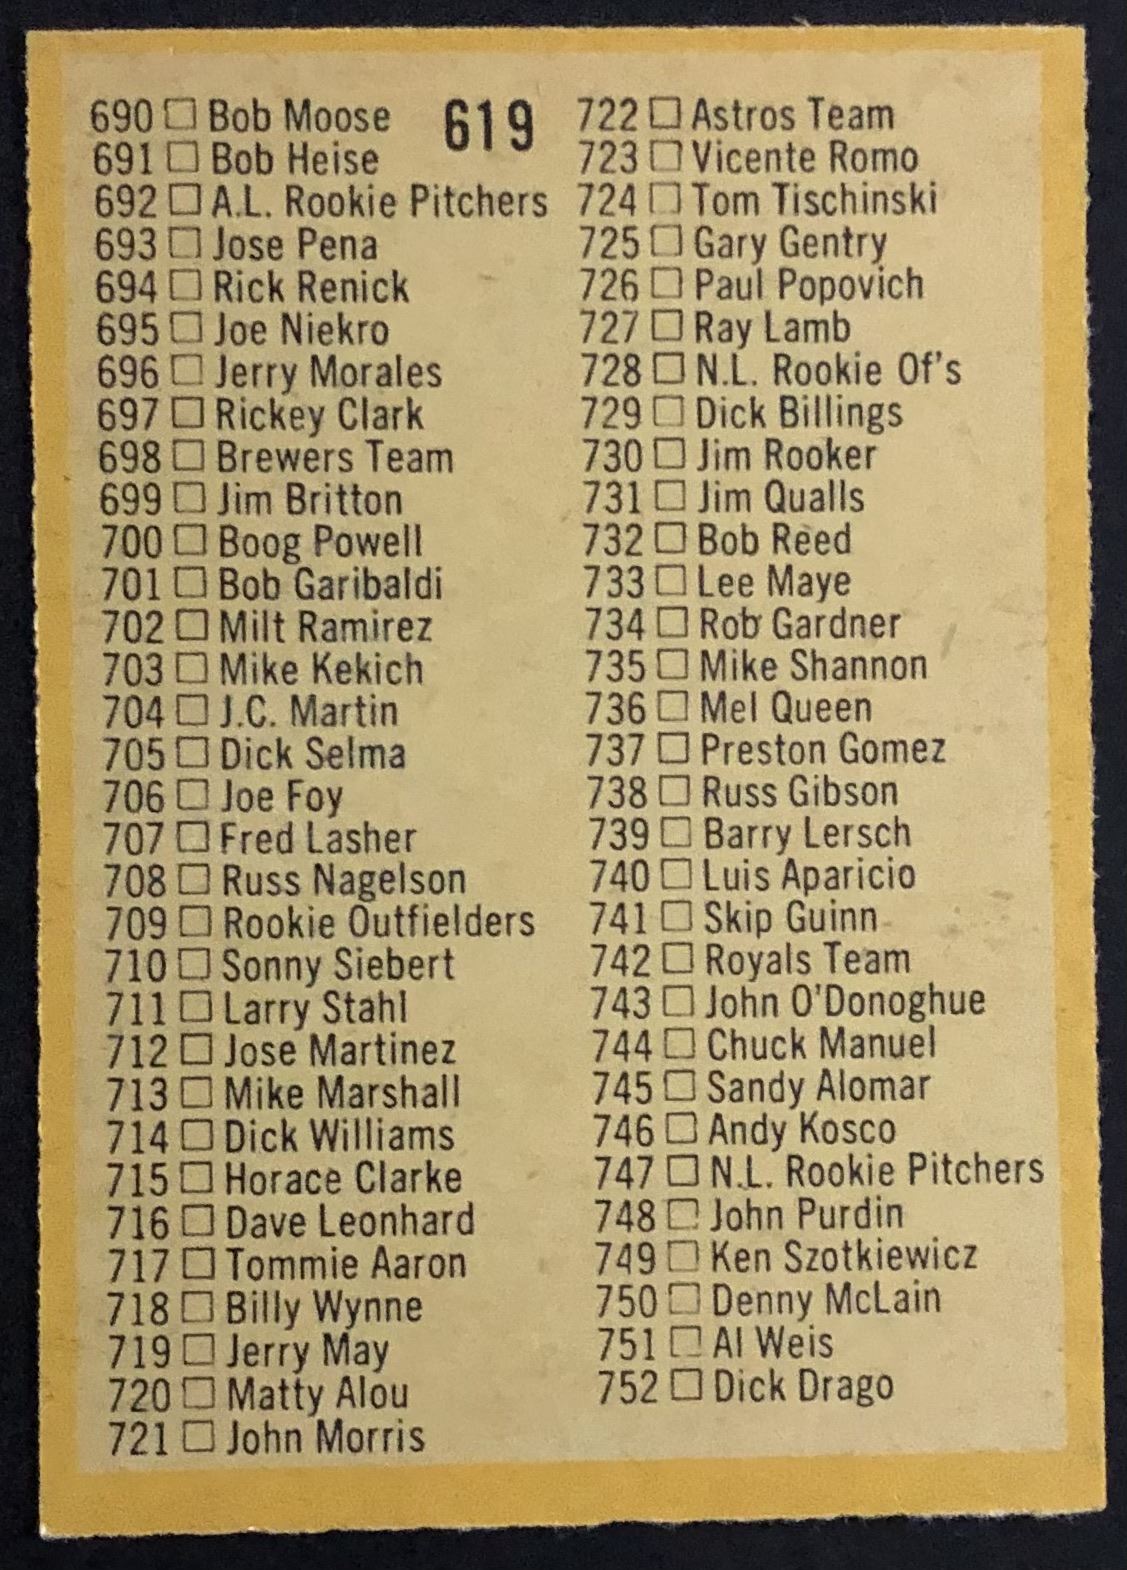 619
690 □ Bob Moose
691 □ Bob Heise
692 □ A.L. Rookie Pitchers
693 □ Jose Pena
694 □ Rick Renick
695 □ Joe Niekro
696 □ Jerry Morales
697 □ Rickey Clark
698 □ Brewers Team
699 □ Jim Britton
700 □ Boog Powell
701 □ Bob Garibaldi
702 □ Milt Ramirez
703 □ Mike Kekich
704 □ J.C. Martin
705 □ Dick Selma
706 □ Joe Foy
707 □ Fred Lasher
708 □ Russ Nagelson
709 □ Rookie Outfielders
710 □ Sonny Siebert
711 □ Larry Stahl
712 □ Jose Martinez
713 □ Mike Marshall
714 □ Dick Williams
715 □ Horace Clarke
716 □ Dave Leonhard
717 □ Tommie Aaron
718 □ Billy Wynne
719 □ Jerry May
720 □ Matty Alou
721 □ John Morris
722 □ Astros Team
723 □ Vicente Romo
724 □ Tom Tischinski
725 □ Gary Gentry
726 □ Paul Popovich
727 □ Ray Lamb
728 □ N.L. Rookie Of's
729 □ Dick Billings
730 □ Jim Rooker
731 □ Jim Qualls
732 □ Bob Reed
733 □ Lee Maye
734 □ Rob Gardner
735 □ Mike Shannon
736 □ Mel Queen
737 □ Preston Gomez
738 □ Russ Gibson
739 □ Barry Lersch
740 □ Luis Aparicio
741 □ Skip Guinn
742 □ Royals Team
743 □ John O'Donoghue
744 □ Chuck Manuel
745 □ Sandy Alomar
746 □ Andy Kosco
747 □ N.L. Rookie Pitchers
748 □ John Purdin
749 □ Ken Szotkiewicz
750 □ Denny McLain
751 □ Al Weis
752 □ Dick Drago